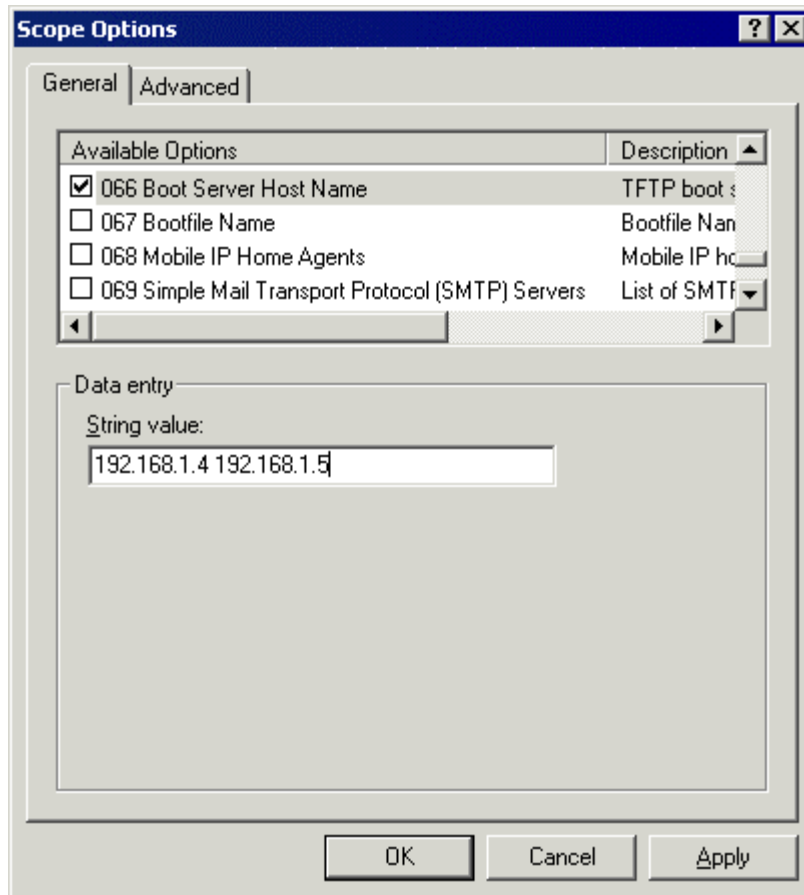 Scope Options
General Advanced
Available Options Description
066 Boot Server Host Name TFTP boot s
067 Bootfile Name Bootfile Nan
068 Mobile IP Home Agents Mobile IP ho
069 Simple Mail Transport Protocol (SMTP) Servers List of SMTF
Data entry
String value:
192.168.1.4 192.168.1.5
OK Cancel Apply